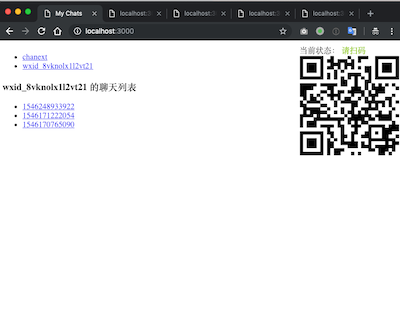 My Chats
localhost:3
localhost:3
localhost:3
localhost:3
localhost:3000
当前状态： 请扫码
chanext
wxid_8vknolx1l2vt21
wxid_8vknolx1l2vt21 的聊天列表
1546248933922
1546171222054
1546170765090